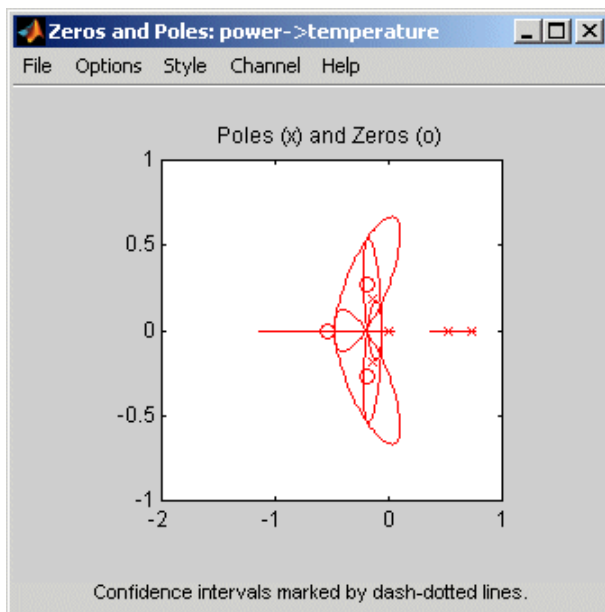 Zeros and Poles: power->temperature
File Options Style Channel Help
Poles (x) and Zeros (o)
1
0.5
0
-0.5
-1
-2 -1 0 1
Confidence intervals marked by dash-dotted lines.